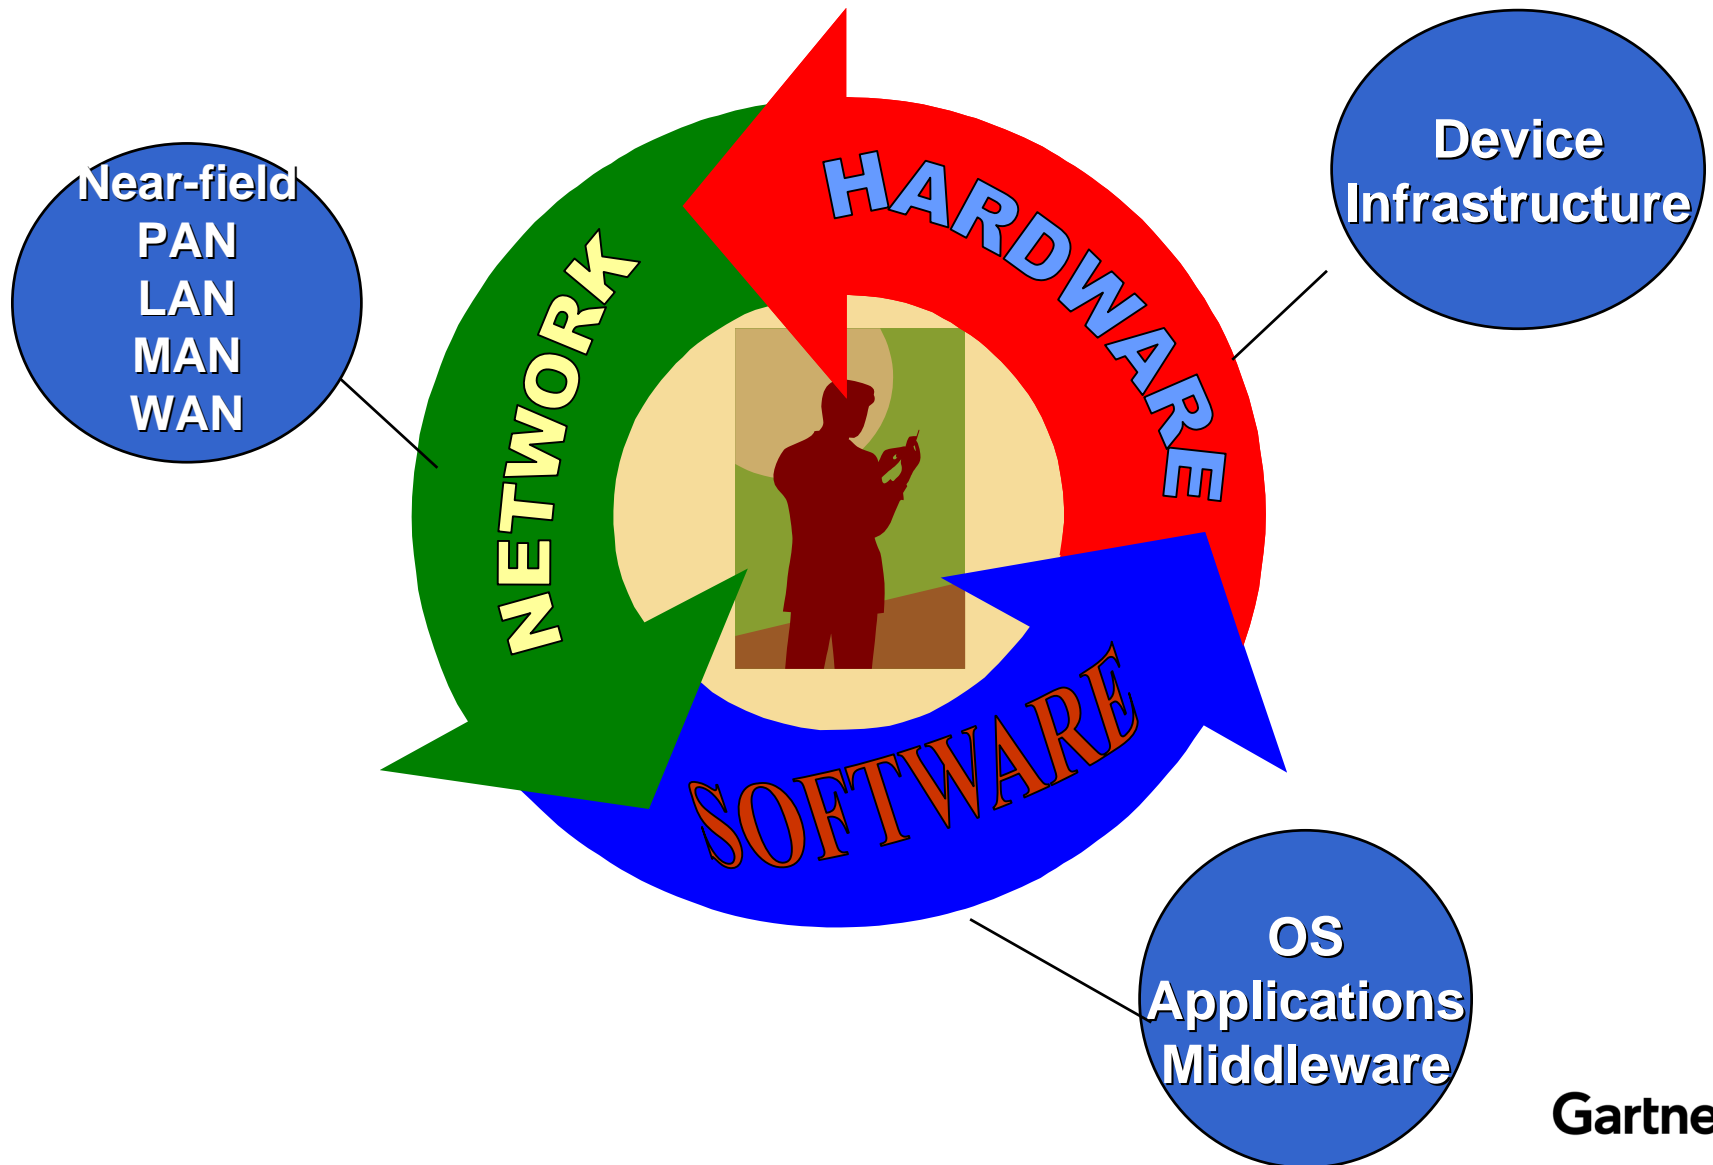 Near-field
PAN
LAN
MAN
WAN
NETWORK
HARDWARE
Device
Infrastructure
SOFTWARE
OS
Applications
Middleware
Gartne